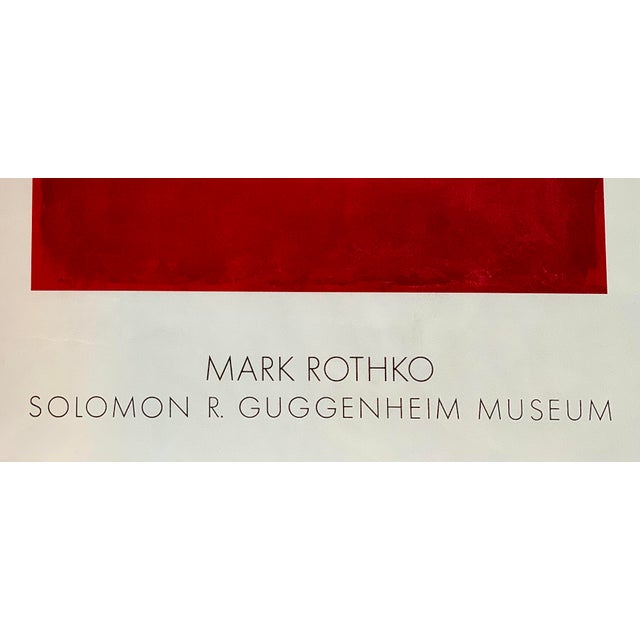 MARK ROTHKO
SOLOMON R. GUGGENHEIM MUSEUM